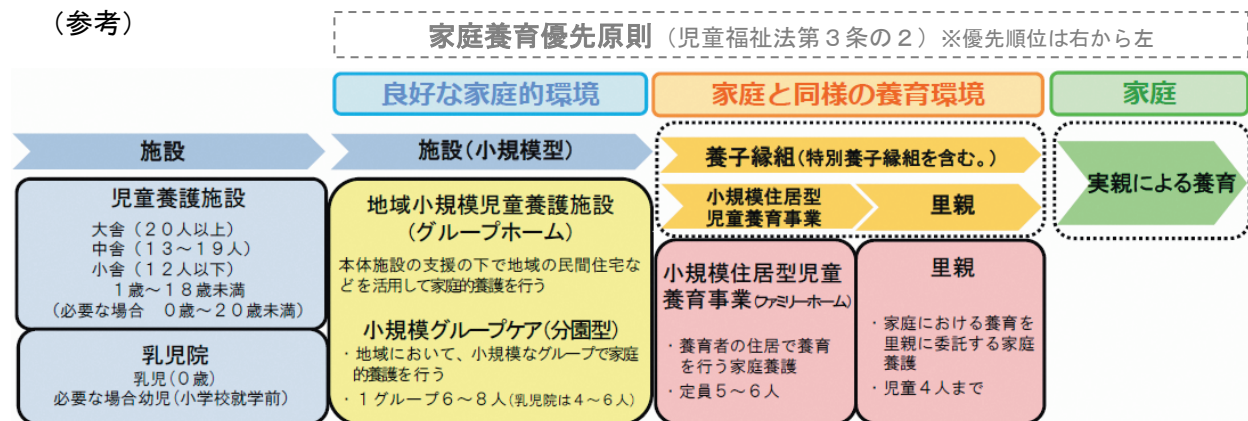 (参考)
家庭養育優先原則（児童福祉法第３条の２）※優先順位は右から左
良好な家庭的環境
家庭と同様の養育環境
家庭
施設
施設(小規模型)
養子縁組(特別養子縁組を含む。)
小規模住居型
児童養育事業
里親
実親による養育
児童養護施設
大舎（２０人以上）
中舎（１３～１９人）
小舎（１２人以下）
１歳～１８歳未満
（必要な場合　０歳～２０歳未満）
乳児院
乳児（０歳）
必要な場合幼児（小学校就学前）
地域小規模児童養護施設
(グループホーム)
本体施設の支援の下で地域の民間住宅な
どを活用して家庭的養護を行う
小規模グループケア(分園型)
・地域において、小規模なグループで家庭
的養護を行う
・１グループ６～８人(乳児院は４～６人)
小規模住居型児童
養育事業(ファミリーホーム)
・養育者の住居で養育
を行う家庭養護
・定員５～６人
里親
・家庭における養育を
里親に委託する家庭
養護
・児童４人まで